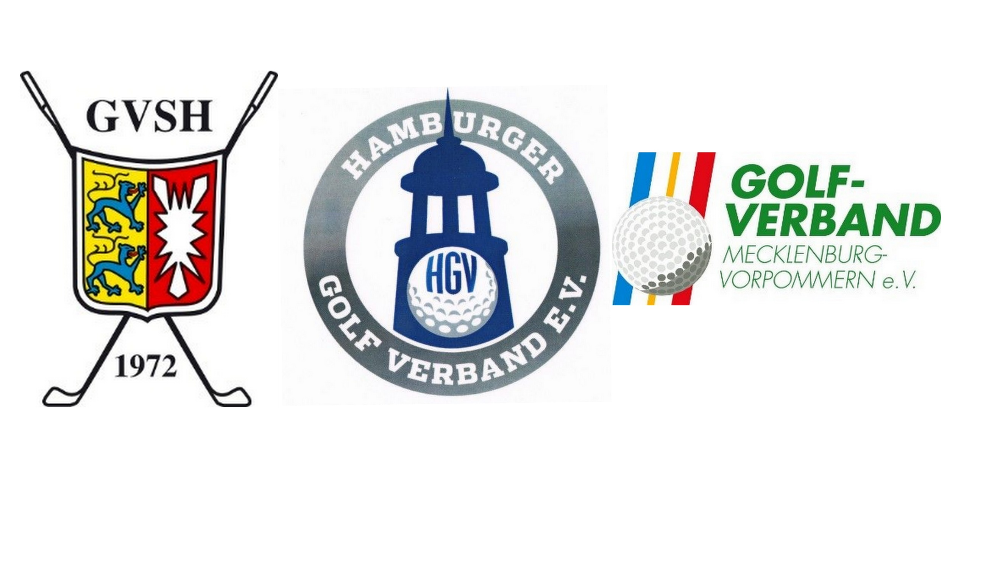 GVSH
1972
HAMBURGER
HGV
GOLF VERBAND E.V.
GOLF-
VERBAND
MECKLENBURG-
VORPOMMERN e.V.